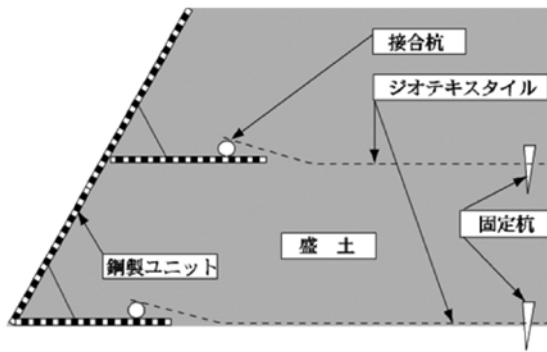 接合杭
ジオテキスタイル
固定杭
盛　土
鋼製ユニット